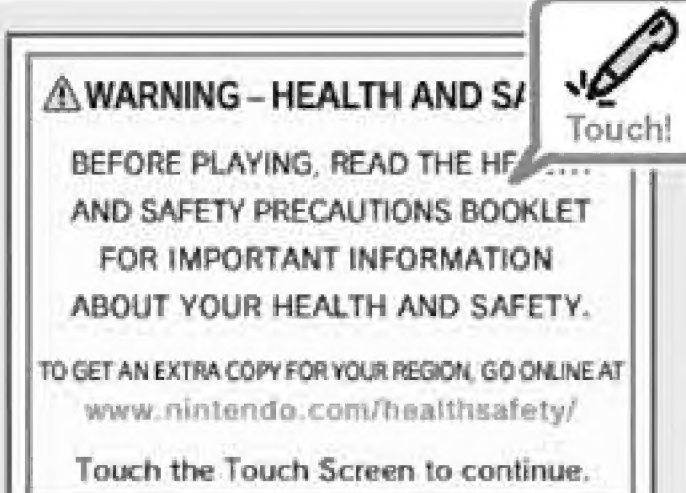 WARNING – HEALTH AND SA
Touch!
BEFORE PLAYING, READ THE HE
AND SAFETY PRECAUTIONS BOOKLET
FOR IMPORTANT INFORMATION
ABOUT YOUR HEALTH AND SAFETY.
TO GET AN EXTRA COPY FOR YOUR REGION, GO ONLINE AT
www.nintendo.com/healthsafety/
Touch the Touch Screen to continue.